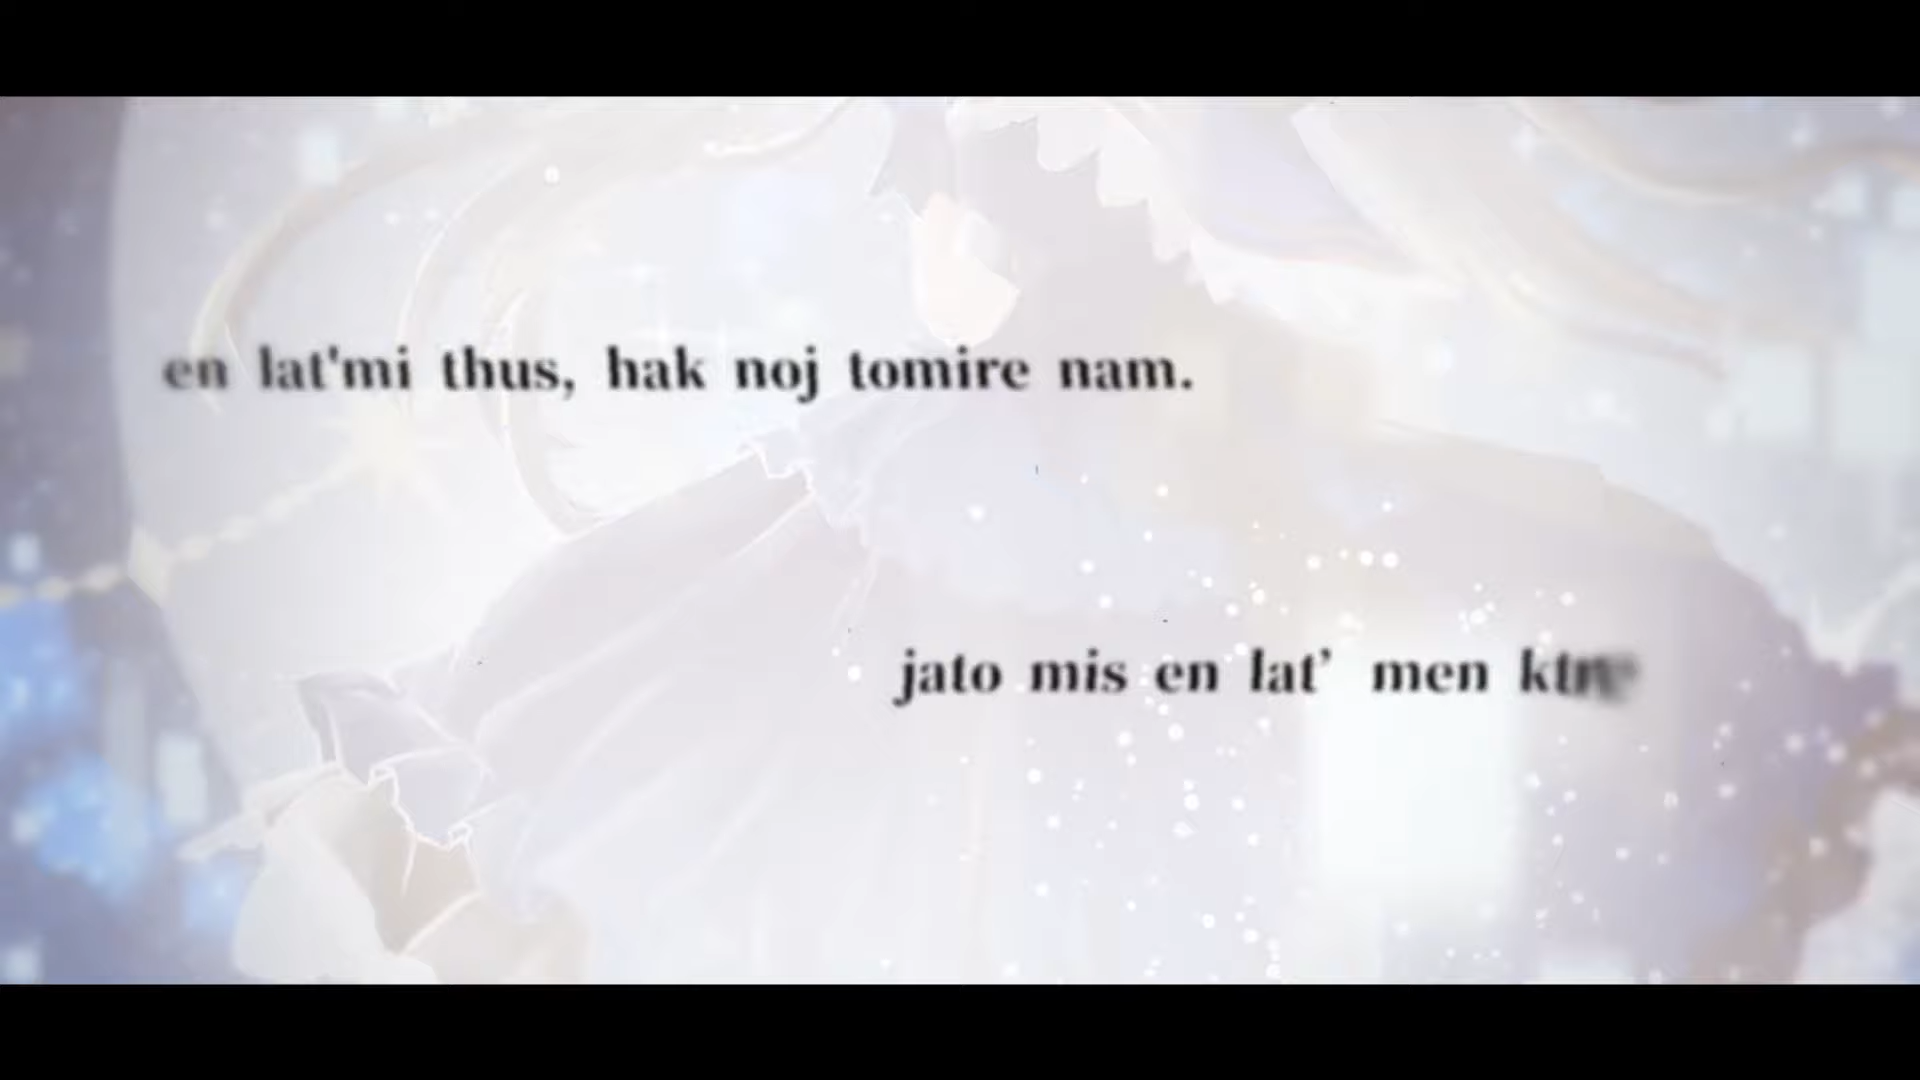 en lat'mi thus, hak noj tomire nam.
jato mis en lat’ men